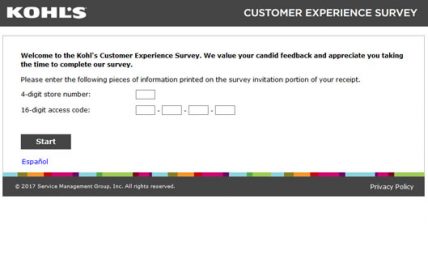 KOHL'S
CUSTOMER EXPERIENCE SURVEY
Welcome to the Kohl's Customer Experience Survey. We value your candid feedback and appreciate you taking
the time to complete our survey.
Please enter the following pieces of information printed on the survey invitation portion of your receipt.
4-digit store number:
16-digit access code:
- - -
Start
Español
© 2017 Service Management Group, Inc. All rights reserved.
Privacy Policy